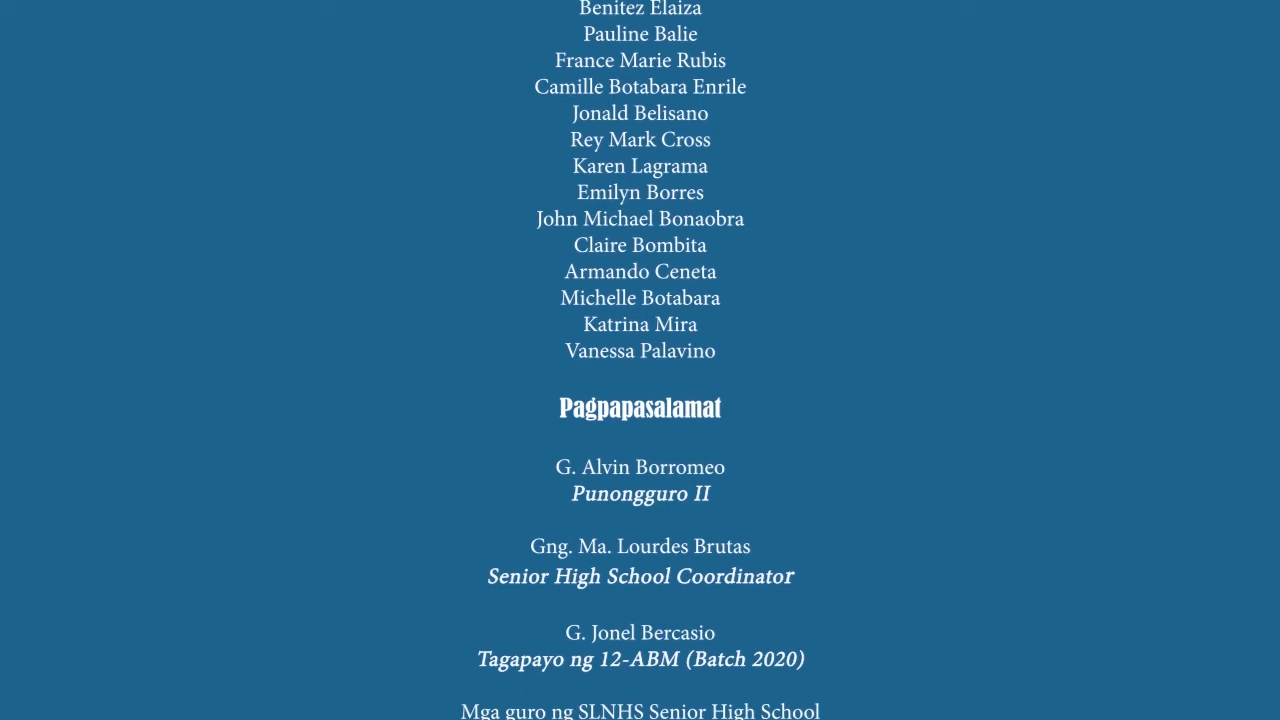 Benitez Elaiza
Pauline Balie
France Marie Rubis
Camille Botabara Enrile
Jonald Belisano
Rey Mark Cross
Karen Lagrama
Emilyn Borres
John Michael Bonaobra
Claire Bombita
Armando Ceneta
Michelle Botabara
Katrina Mira
Vanessa Palavino
Pagpapasalamat
G. Alvin Borromeo
Punongguro II
Gng. Ma. Lourdes Brutas
Senior High School Coordinator
G. Jonel Bercasio
Tagapayo ng 12-ABM (Batch 2020)
Mga guro ng SLNHS Senior High School